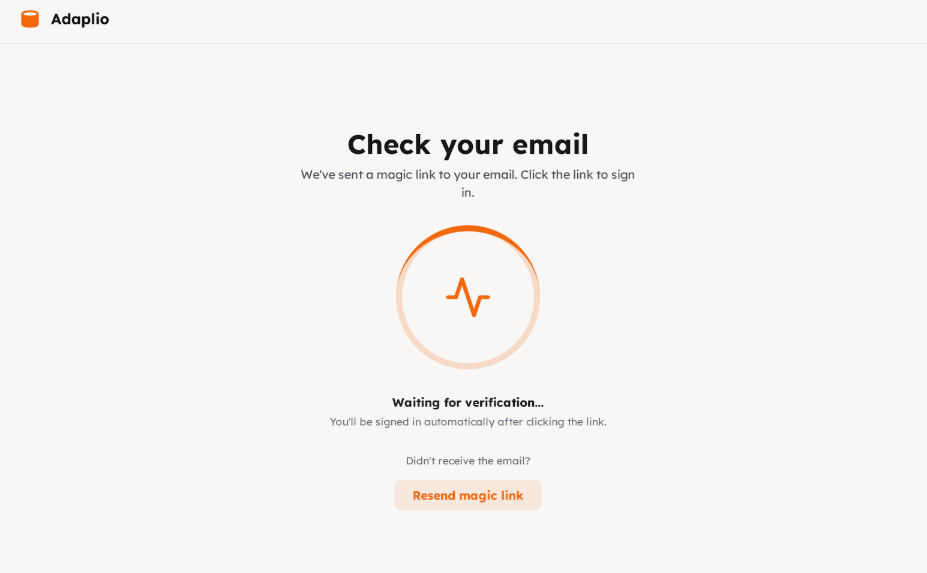 Adaplio
Check your email
We've sent a magic link to your email. Click the link to sign
in.
Waiting for verification...
You'll be signed in automatically after clicking the link.
Didn't receive the email?
Resend magic link